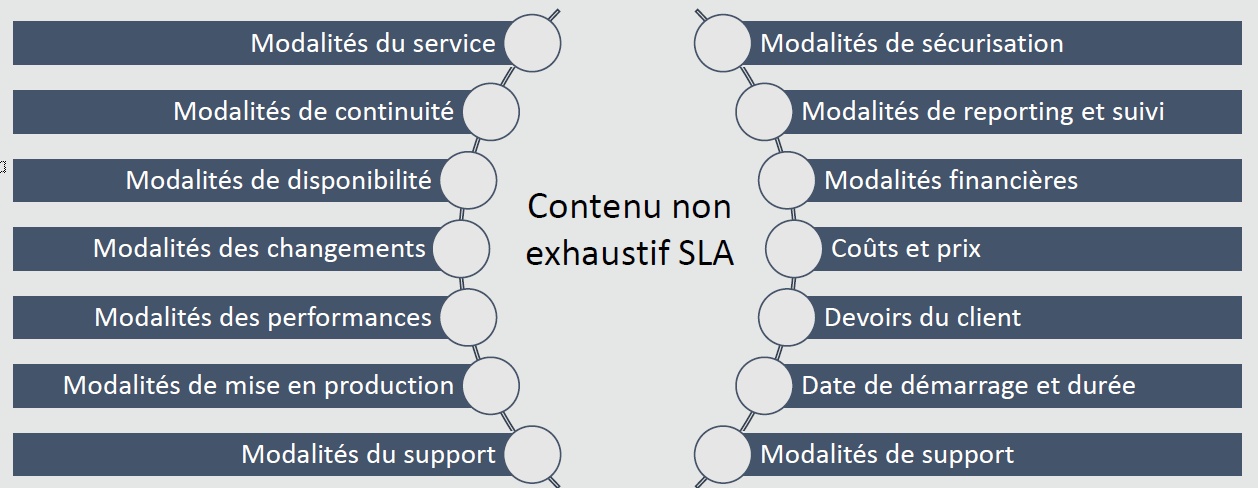 Modalités du service
Modalités de continuité
Modalités de disponibilité
Modalités des changements
Modalités des performances
Modalités de mise en production
Modalités du support
Contenu non
exhaustif SLA
Modalités de sécurisation
Modalités de reporting et suivi
Modalités financières
Coûts et prix
Devoirs du client
Date de démarrage et durée
Modalités de support